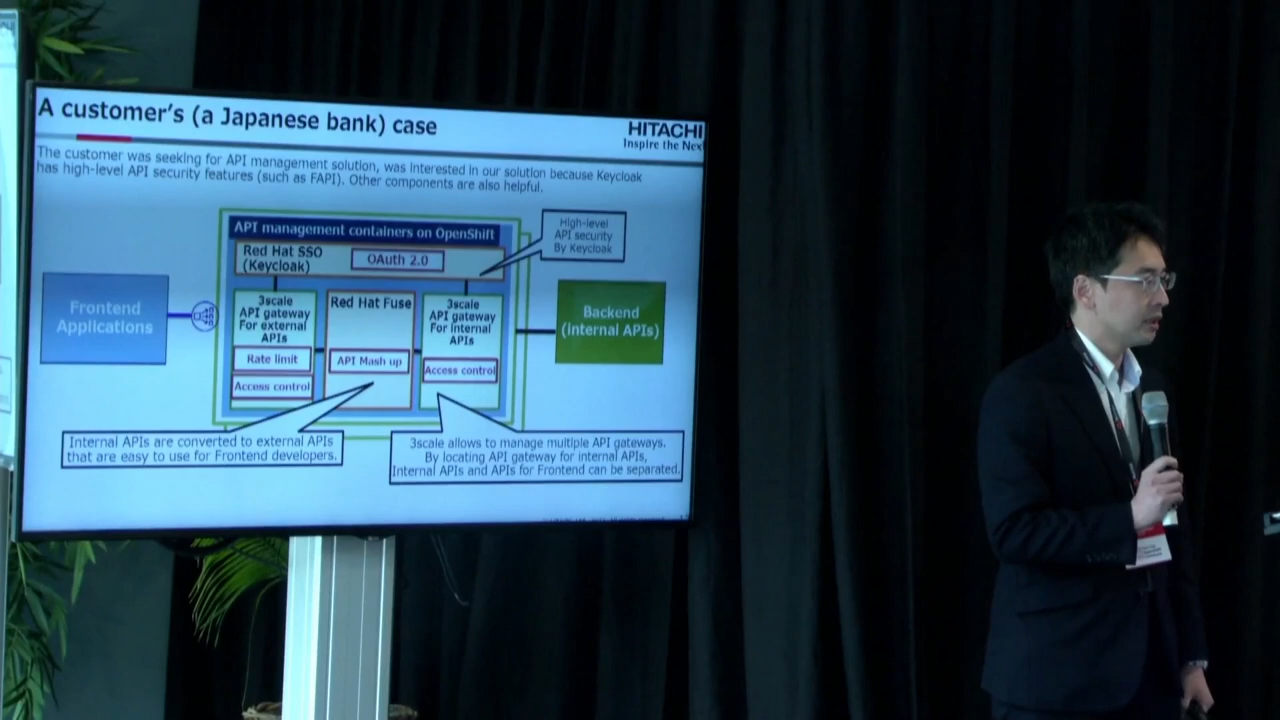 A customer's (a Japanese bank) case
HITACHI
Inspire the Nex
The customer was seeking for API management solution, was interested in our solution because Keycloak
has high-level API security features (such as FAPI). Other components are also helpful.
API management containers on OpenShift
High-level
API security
By Keycloak
Red Hat SSO
(Keycloak)
OAuth 2.0
Frontend
Applications
3scale
API gateway
For external
APIs
Rate limit
Access control
Red Hat Fuse
API Mash up
3scale
API gateway
For internal
APIs
Access control
Backend
(internal APIs)
Internal APIs are converted to external APIs
that are easy to use for Frontend developers.
3scale allows to manage multiple API gateways.
By locating API gateway for internal APIs,
Internal APIs and APIs for Frontend can be separated.